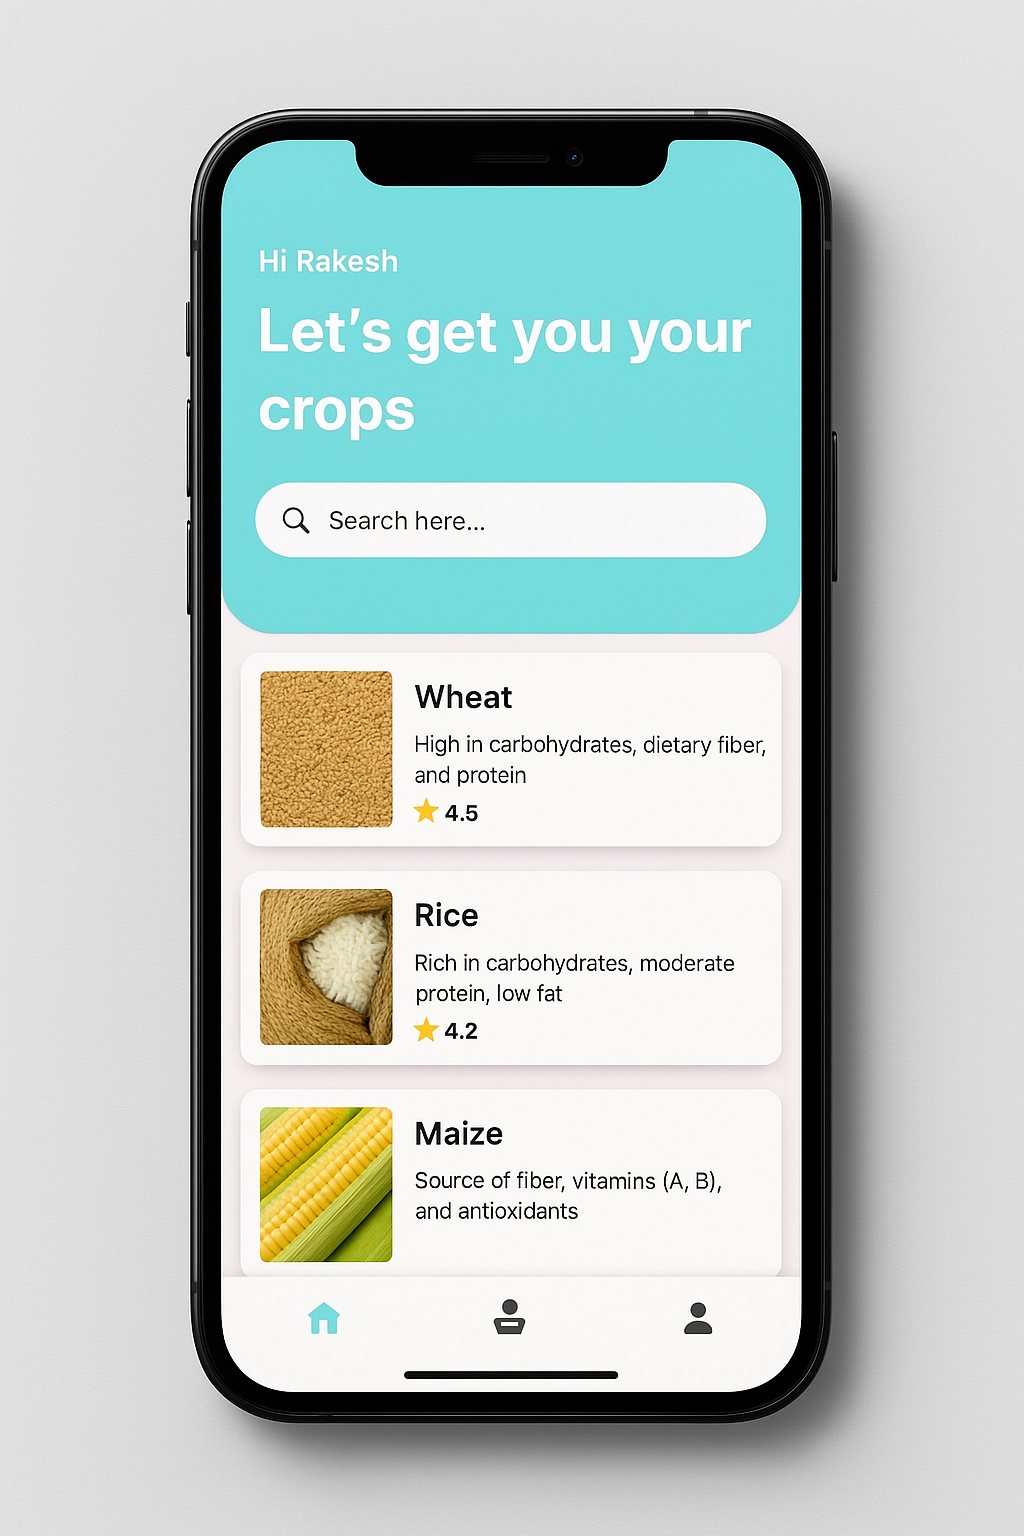 Hi Rakesh
Let’s get you your
crops
Search here...
Wheat
High in carbohydrates, dietary fiber,
and protein
4.5
Rice
Rich in carbohydrates, moderate
protein, low fat
4.2
Maize
Source of fiber, vitamins (A, B),
and antioxidants